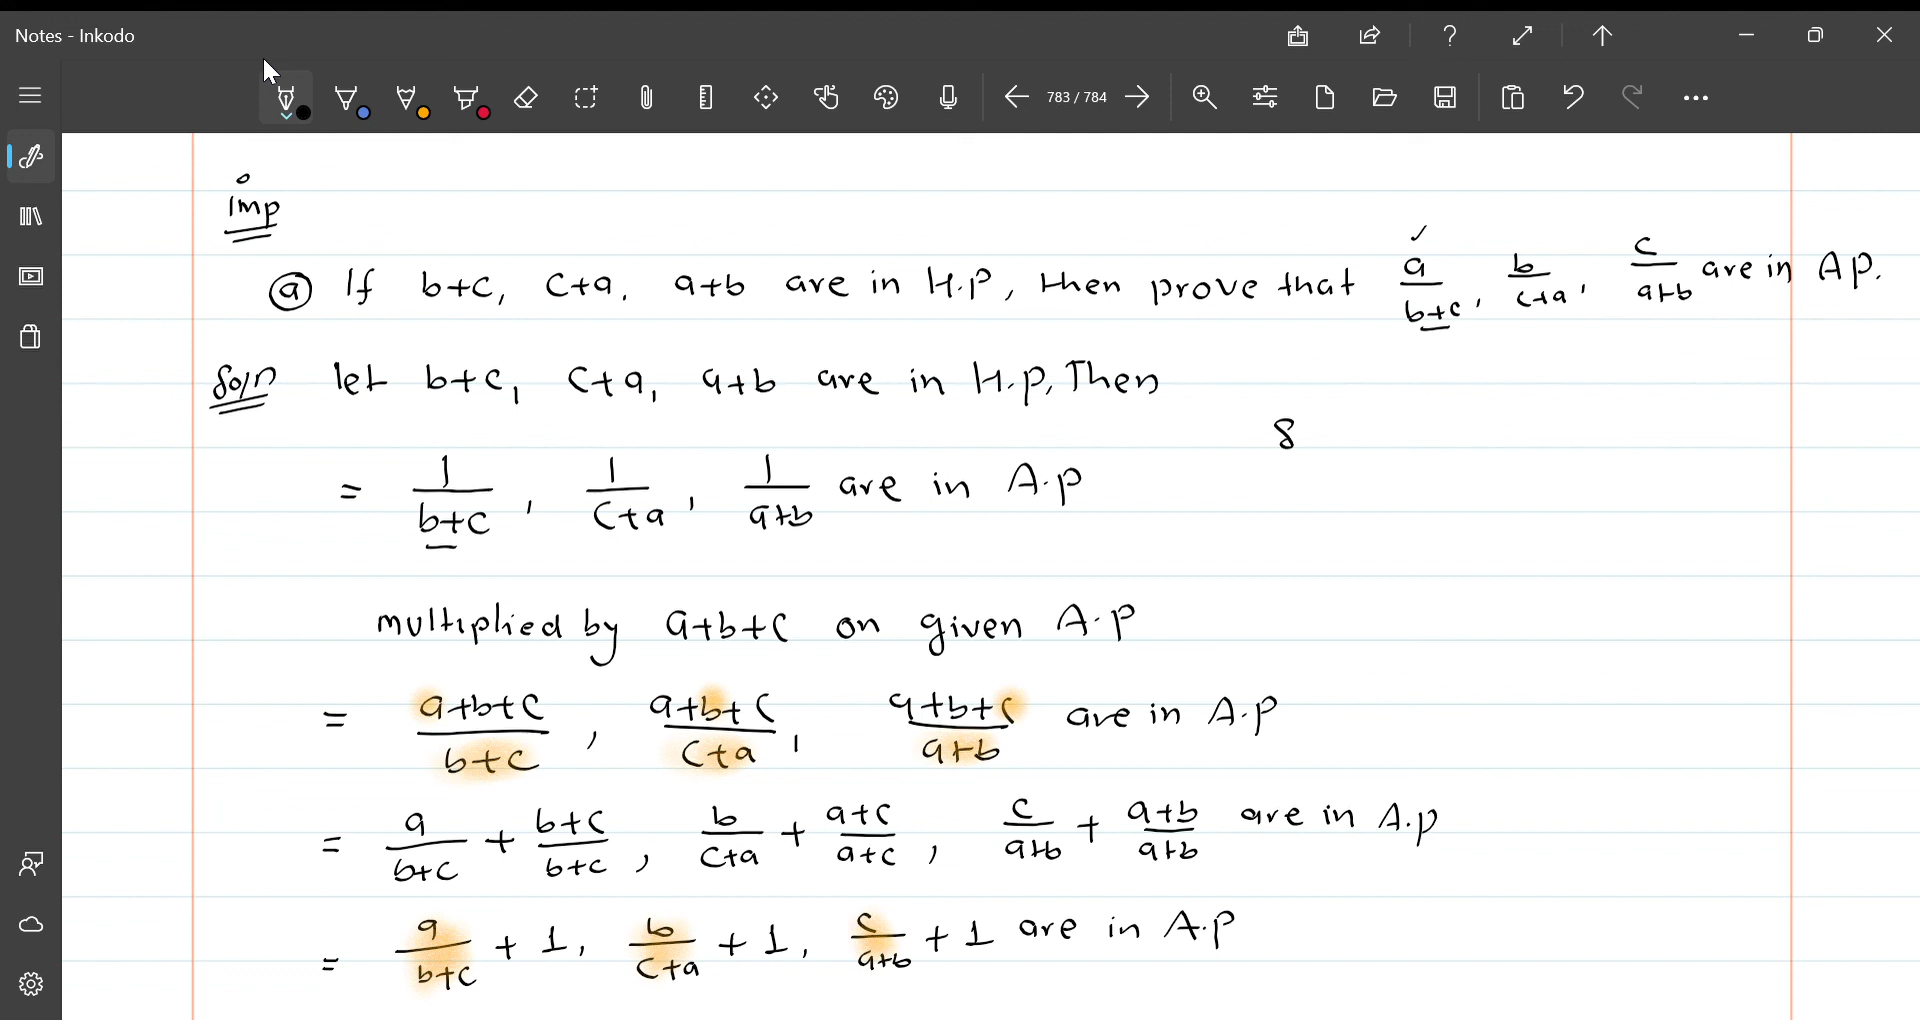 Notes - Inkodo
783 / 784
imp
ⓐ If b+c, c+a, a+b are in H.P, then prove that a/b+c, b/c+a, c/a+b are in A P.
Soln let b+c, c+a, a+b are in H.p, Then
8
= 1/b+c, 1/c+a, 1/a+b are in A.p
multiplied by a+b+c on given A.p
= a+b+c/b+c, a+b+c/c+a, a+b+c/a+b are in A.p
= a/b+c + b+c/b+c, b/c+a + a+c/a+c, c/a+b + a+b/a+b are in A.p
= a/b+c + 1, b/c+a + 1, c/a+b + 1 are in A.p